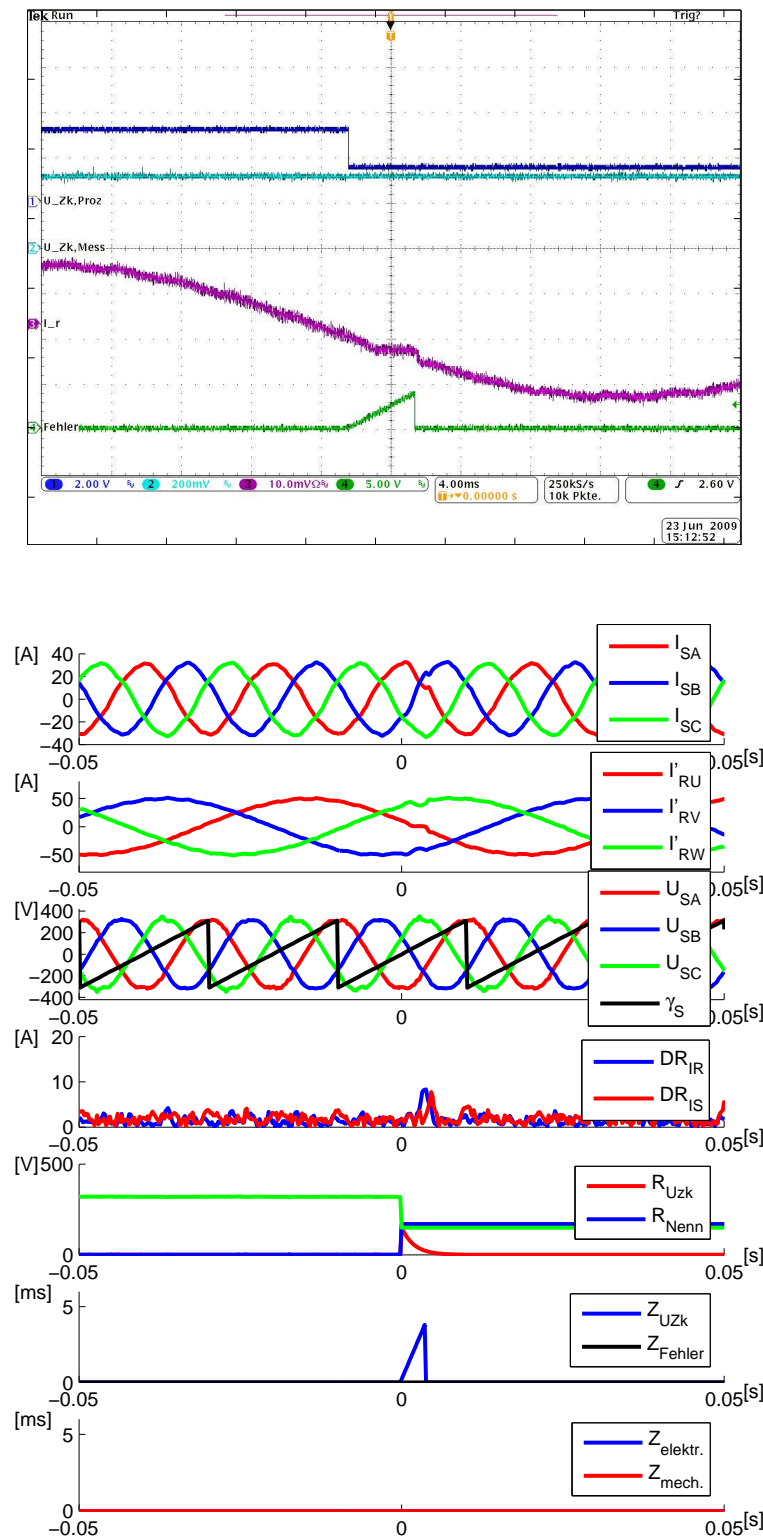 Tek Run Trig?
T
1 U_Zk,Proz
2 U_Zk,Mess
3 I_r
4 Fehler
1 2.00 V 2 200mV 3 10.0mVΩ 4 5.00 V 4.00ms 250kS/s 4 2.60 V
T→▼0.00000 s 10k Pkte.
23 Jun 2009
15:12:52
[A] 40
20
0
−20
−40
−0.05 0 0.05 [s]
I_SA
I_SB
I_SC
[A]
50
0
−50
−0.05 0 0.05 [s]
I'_RU
I'_RV
I'_RW
[V] 400
200
0
−200
−400
−0.05 0 0.05 [s]
U_SA
U_SB
U_SC
γ_S
[A] 20
10
0
−0.05 0 0.05 [s]
DR_IR
DR_IS
[V] 500
0
−0.05 0 0.05 [s]
R_Uzk
R_Nenn
[ms]
5
0
−0.05 0 0.05 [s]
Z_UZk
Z_Fehler
[ms]
5
0
−0.05 0 0.05 [s]
Z_elektr.
Z_mech.